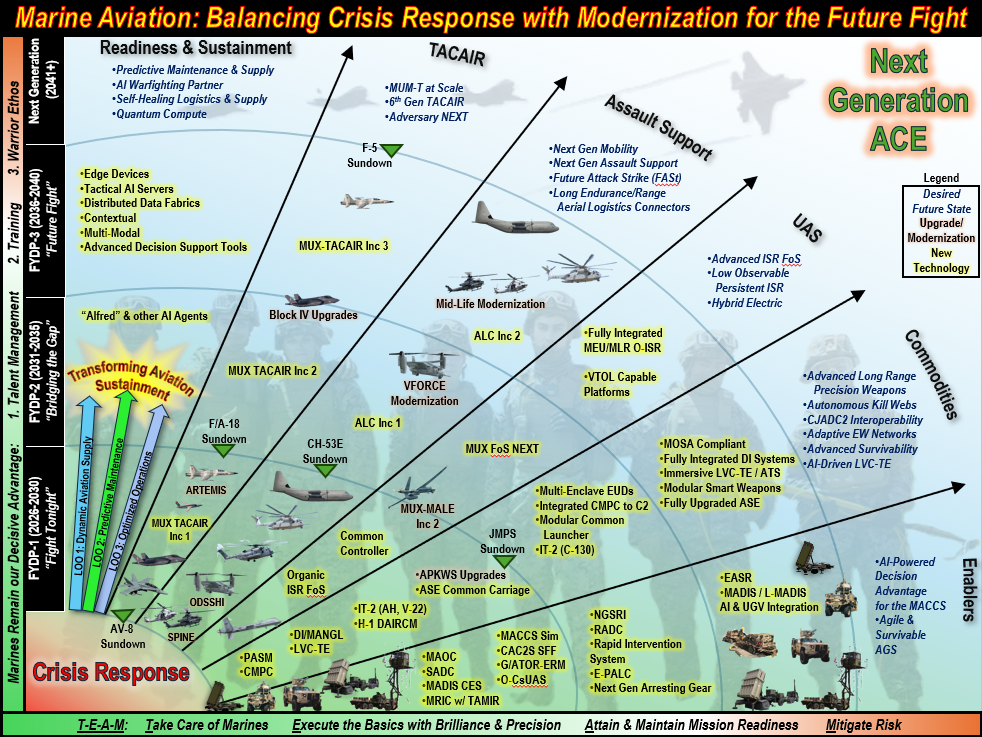 Marine Aviation: Balancing Crisis Response with Modernization for the Future Fight
Next Generation
(2041+)
FYDP-3 (2036-2040)
“Future Fight”
FYDP-2 (2031-2035)
“Bridging the Gap”
FYDP-1 (2026-2030)
“Fight Tonight”
Marines Remain our Decisive Advantage: 1. Talent Management 2. Training 3. Warrior Ethos
Readiness & Sustainment
•Predictive Maintenance & Supply
•AI Warfighting Partner
•Self-Healing Logistics & Supply
•Quantum Compute
•Edge Devices
•Tactical AI Servers
•Distributed Data Fabrics
•Contextual
•Multi-Modal
•Advanced Decision Support Tools
“Alfred” & other AI Agents
Transforming Aviation
Sustainment
LOO 1: Dynamic Aviation Supply
LOO 2: Predictive Maintenance
LOO 3: Optimized Operations
TACAIR
•MUM-T at Scale
•6th Gen TACAIR
•Adversary NEXT
F-5
Sundown
MUX-TACAIR Inc 3
Block IV Upgrades
MUX TACAIR Inc 2
F/A-18
Sundown
ARTEMIS
MUX TACAIR
Inc 1
AV-8
Sundown
Assault Support
•Next Gen Mobility
•Next Gen Assault Support
•Future Attack Strike (FASt)
•Long Endurance/Range
Aerial Logistics Connectors
Mid-Life Modernization
ALC Inc 2
VFORCE
Modernization
ALC Inc 1
CH-53E
Sundown
ODSSHI
SPINE
UAS
•Advanced ISR FoS
•Low Observable
Persistent ISR
•Hybrid Electric
•Fully Integrated
MEU/MLR O-ISR
•VTOL Capable
Platforms
MUX FoS NEXT
MUX-MALE
Inc 2
Common
Controller
Organic
ISR FoS
Commodities
•Advanced Long Range
Precision Weapons
•Autonomous Kill Webs
•CJADC2 Interoperability
•Adaptive EW Networks
•Advanced Survivability
•AI-Driven LVC-TE
•MOSA Compliant
•Fully Integrated DI Systems
•Immersive LVC-TE / ATS
•Modular Smart Weapons
•Fully Upgraded ASE
•Multi-Enclave EUDs
•Integrated CMPC to C2
•Modular Common
Launcher
•IT-2 (C-130)
JMPS
Sundown
•APKWS Upgrades
•ASE Common Carriage
•IT-2 (AH, V-22)
•H-1 DAIRCM
•DI/MANGL
•LVC-TE
•PASM
•CMPC
Enablers
•AI-Powered
Decision
Advantage
for the MACCS
•Agile &
Survivable
AGS
•EASR
•MADIS / L-MADIS
AI & UGV Integration
•NGSRI
•RADC
•Rapid Intervention
System
•E-PALC
•Next Gen Arresting Gear
•MACCS Sim
•CAC2S SFF
•G/ATOR-ERM
•O-CsUAS
•MAOC
•SADC
•MADIS CES
•MRIC w/ TAMIR
Crisis Response
Next
Generation
ACE
Legend
Desired
Future State
Upgrade/
Modernization
New
Technology
T-E-A-M: Take Care of Marines Execute the Basics with Brilliance & Precision Attain & Maintain Mission Readiness Mitigate Risk